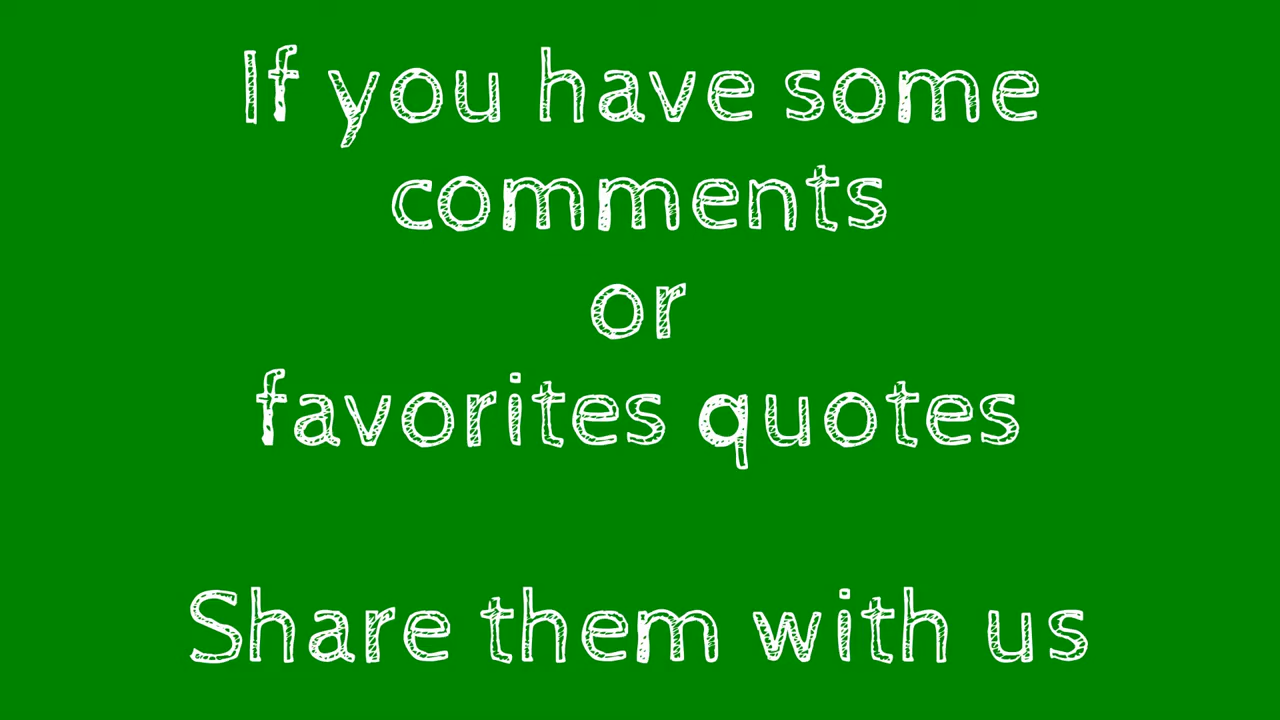 If you have some
comments
or
favorites quotes
Share them with us